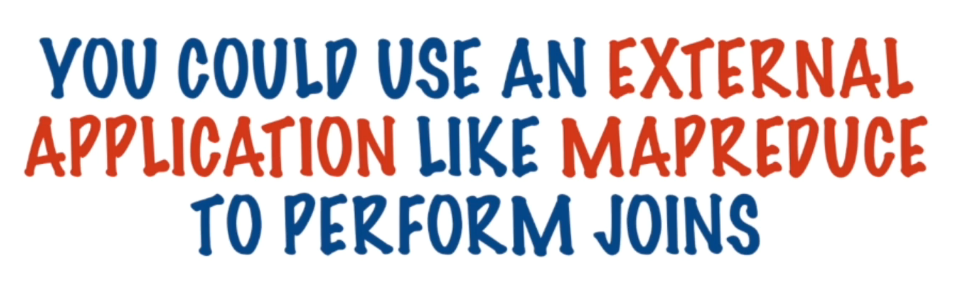 YOU COULD USE AN EXTERNAL
APPLICATION LIKE MAPREDUCE
TO PERFORM JOINS